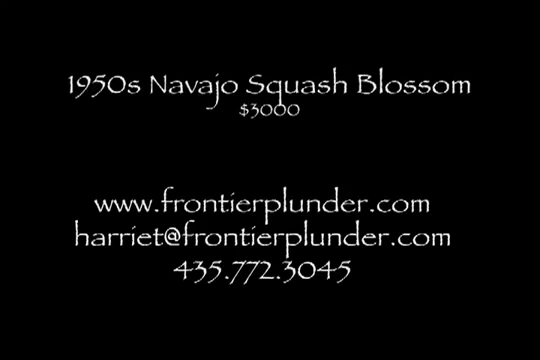 1950s Navajo Squash Blossom
$3000
www.frontierplunder.com
harriet@frontierplunder.com
435.772.3045